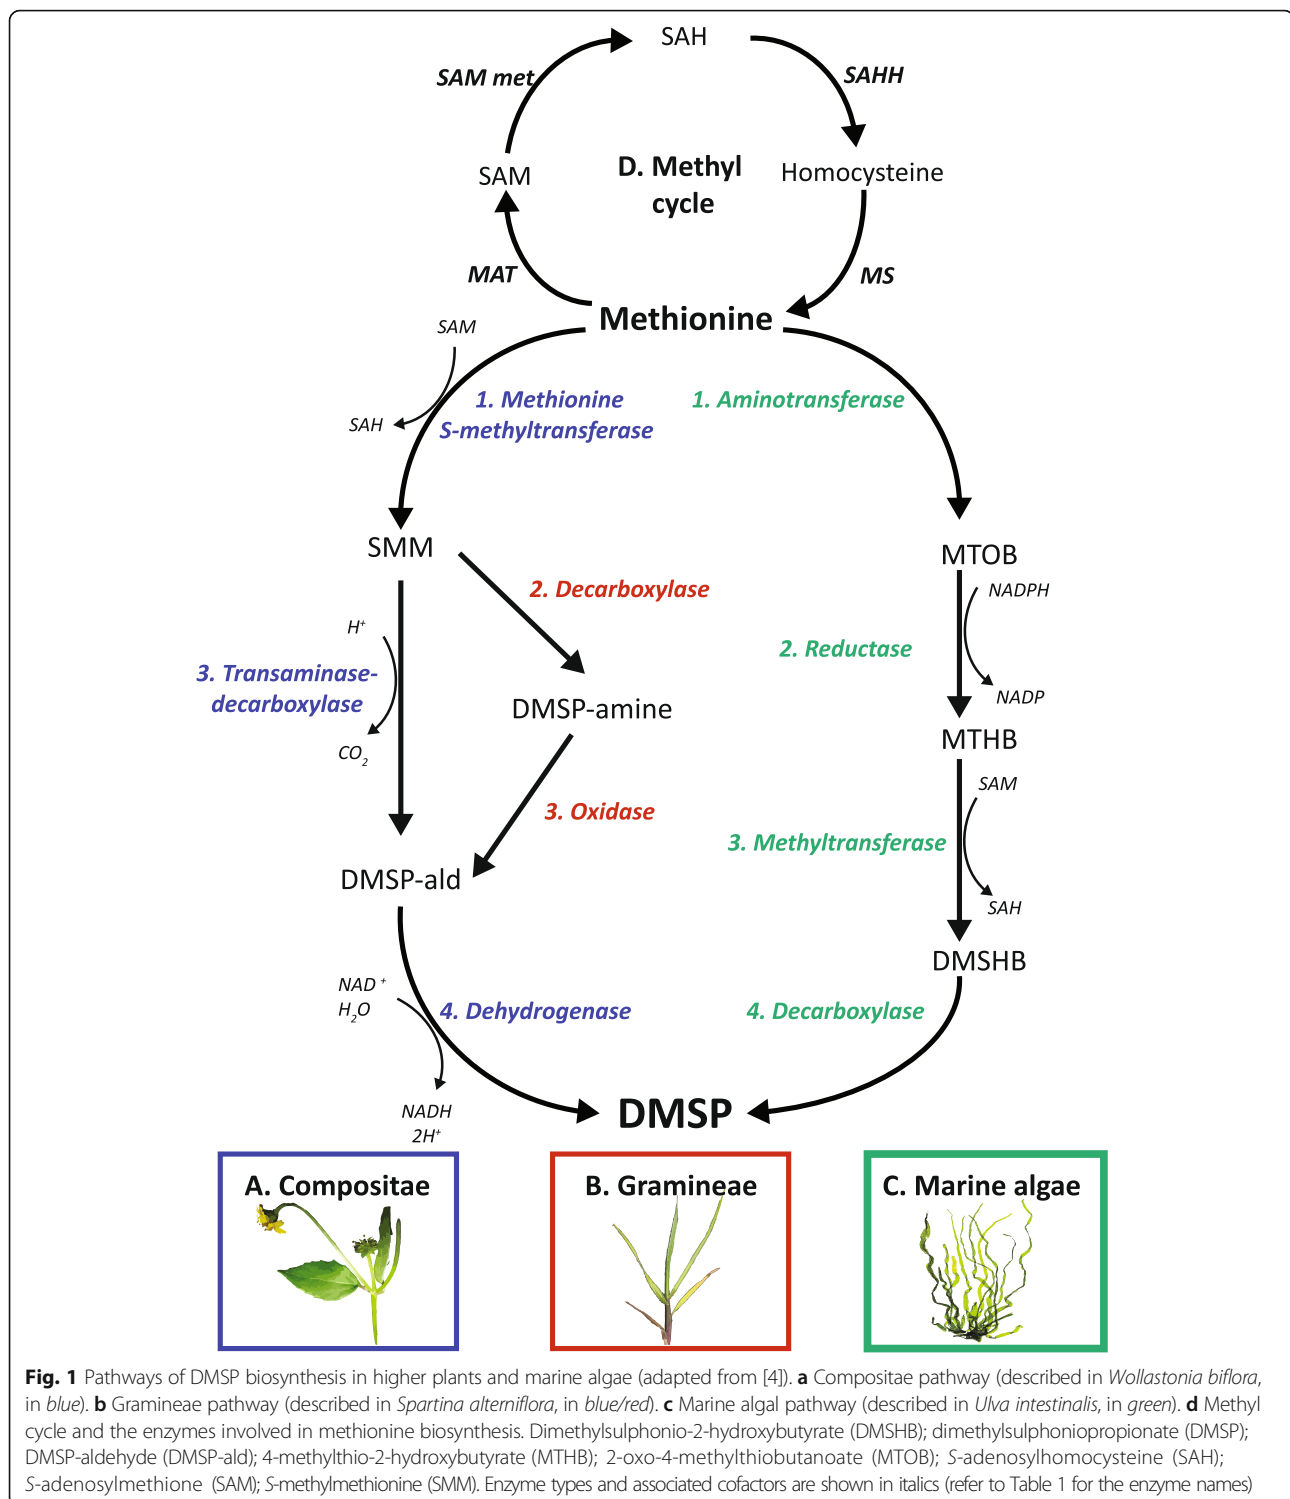 SAH
SAM met
SAHH
D. Methyl
cycle
SAM
Homocysteine
MAT
MS
Methionine
SAM
SAH
1. Methionine
S-methyltransferase
1. Aminotransferase
SMM
MTOB
2. Decarboxylase
NADPH
H+
2. Reductase
3. Transaminase-
decarboxylase
DMSP-amine
NADP
CO2
MTHB
SAM
3. Oxidase
3. Methyltransferase
DMSP-ald
SAH
DMSHB
NAD +
H2O
4. Dehydrogenase
4. Decarboxylase
NADH
2H+
DMSP
A. Compositae
B. Gramineae
C. Marine algae
Fig. 1 Pathways of DMSP biosynthesis in higher plants and marine algae (adapted from [4]). a Compositae pathway (described in Wollastonia biflora,
in blue). b Gramineae pathway (described in Spartina alterniflora, in blue/red). c Marine algal pathway (described in Ulva intestinalis, in green). d Methyl
cycle and the enzymes involved in methionine biosynthesis. Dimethylsulphonio-2-hydroxybutyrate (DMSHB); dimethylsulphoniopropionate (DMSP);
DMSP-aldehyde (DMSP-ald); 4-methylthio-2-hydroxybutyrate (MTHB); 2-oxo-4-methylthiobutanoate (MTOB); S-adenosylhomocysteine (SAH);
S-adenosylmethione (SAM); S-methylmethionine (SMM). Enzyme types and associated cofactors are shown in italics (refer to Table 1 for the enzyme names)